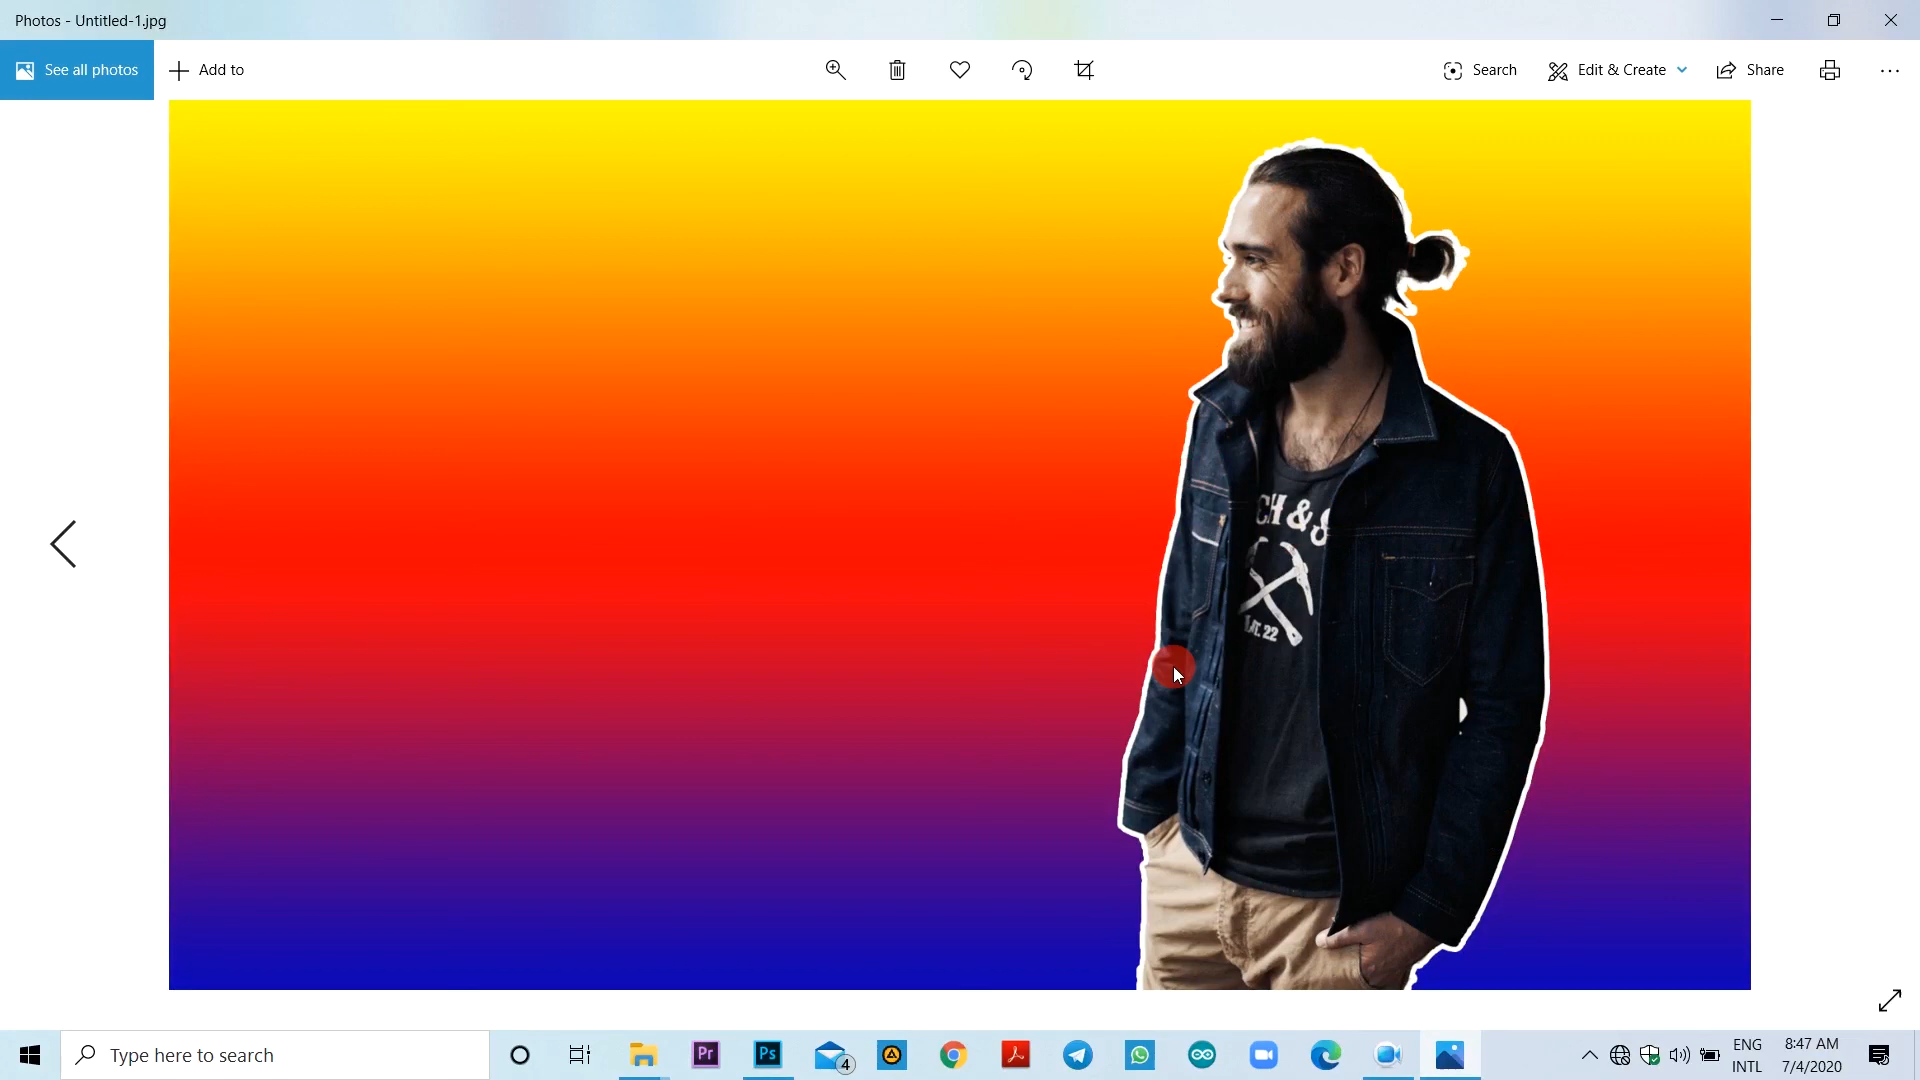 Photos - Untitled-1.jpg
See all photos
Add to
Search
Edit & Create
Share
CH & S
22
Type here to search
Pr
Ps
4
ENG
INTL
8:47 AM
7/4/2020